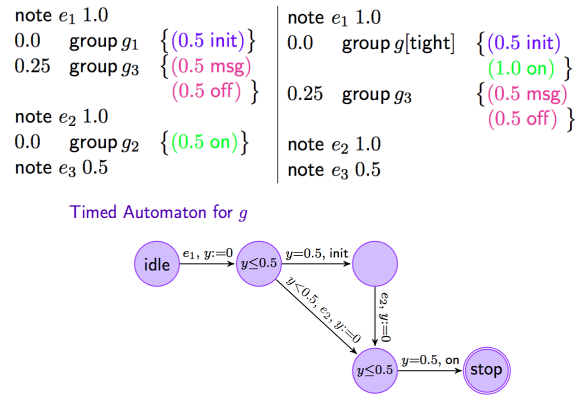 note e₁ 1.0
0.0 group g₁ {(0.5 init)}
0.25 group g₃ {(0.5 msg)
(0.5 off) }
note e₂ 1.0
0.0 group g₂ {(0.5 on)}
note e₃ 0.5
note e₁ 1.0
0.0 group g[tight] {(0.5 init)
(1.0 on) }
0.25 group g₃ {(0.5 msg)
(0.5 off) }
note e₂ 1.0
note e₃ 0.5
Timed Automaton for g
idle
e₁, y:=0
y≤0.5
y=0.5, init
y<0.5, e₂, y:=0
e₂, y:=0
y≤0.5
y=0.5, on
stop